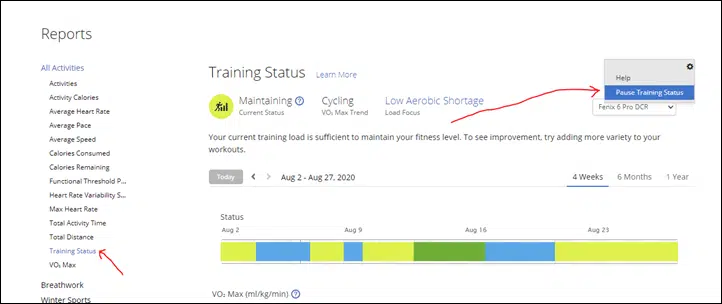 Reports
All Activities
Activities
Activity Calories
Average Heart Rate
Average Pace
Average Speed
Calories Consumed
Calories Remaining
Functional Threshold P...
Heart Rate Variability S...
Max Heart Rate
Total Activity Time
Total Distance
Training Status
VO₂ Max
Breathwork
Winter Sports
Training Status Learn More
Help
Pause Training Status
Fenix 6 Pro DCR
Maintaining ? Cycling Low Aerobic Shortage
Current Status VO₂ Max Trend Load Focus
Your current training load is sufficient to maintain your fitness level. To see improvement, try adding more variety to your
workouts.
Today < > Aug 2 - Aug 27, 2020 4 Weeks 6 Months 1 Year
Status
Aug 2 Aug 9 Aug 16 Aug 23
VO₂ Max (ml/kg/min) ?